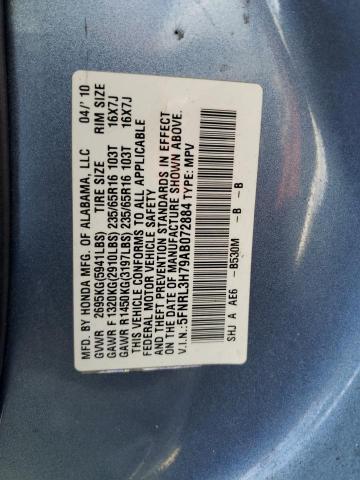 MFD. BY HONDA MFG. OF ALABAMA, LLC 04/'10
GVWR 2695KG(5941LBS) TIRE SIZE RIM SIZE
GAWR F 1320KG(2910LBS) 235/65R16 103T 16X7J
GAWR R1450KG(3197LBS) 235/65R16 103T 16X7J
THIS VEHICLE CONFORMS TO ALL APPLICABLE
FEDERAL MOTOR VEHICLE SAFETY
AND THEFT PREVENTION STANDARDS IN EFFECT
ON THE DATE OF MANUFACTURE SHOWN ABOVE.
V.I.N.:5FNRL3H79AB072884 TYPE: MPV
SHJ A AE6 -B530M -B -B